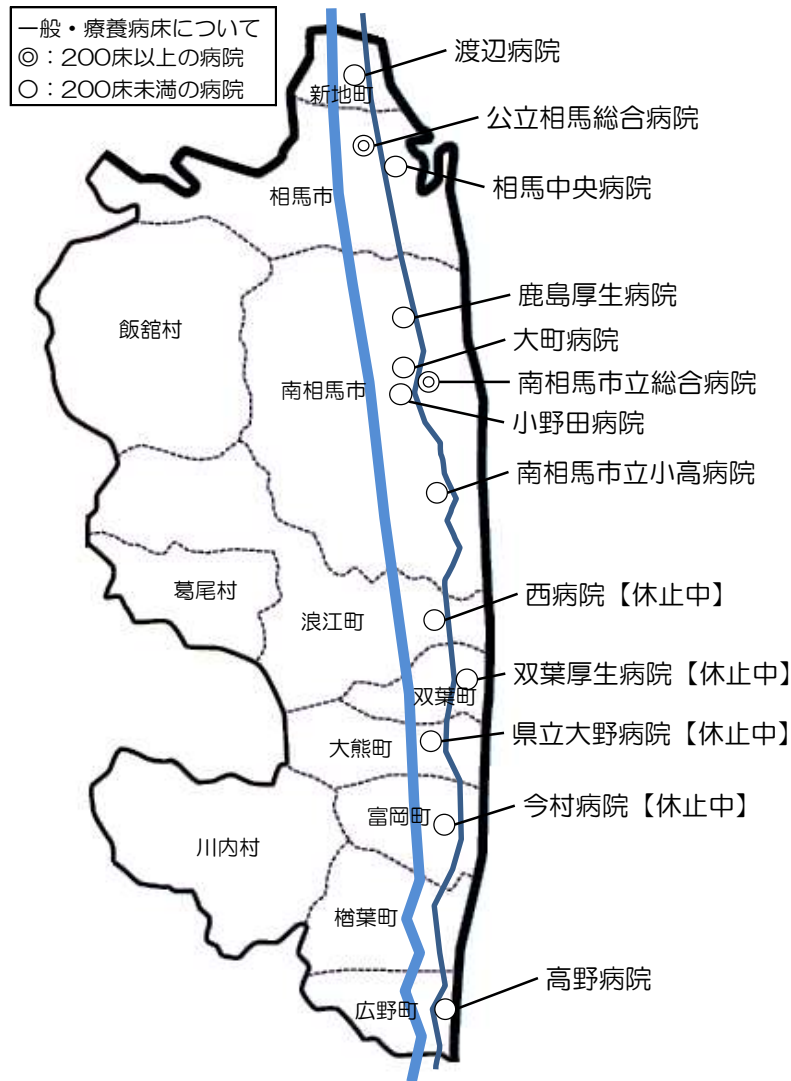 一般・療養病床について
◎：200床以上の病院
○：200床未満の病院
渡辺病院
新地町
公立相馬総合病院
相馬中央病院
相馬市
鹿島厚生病院
飯舘村
大町病院
南相馬市
南相馬市立総合病院
小野田病院
南相馬市立小高病院
葛尾村
西病院【休止中】
浪江町
双葉厚生病院【休止中】
双葉町
県立大野病院【休止中】
大熊町
今村病院【休止中】
富岡町
川内村
楢葉町
高野病院
広野町